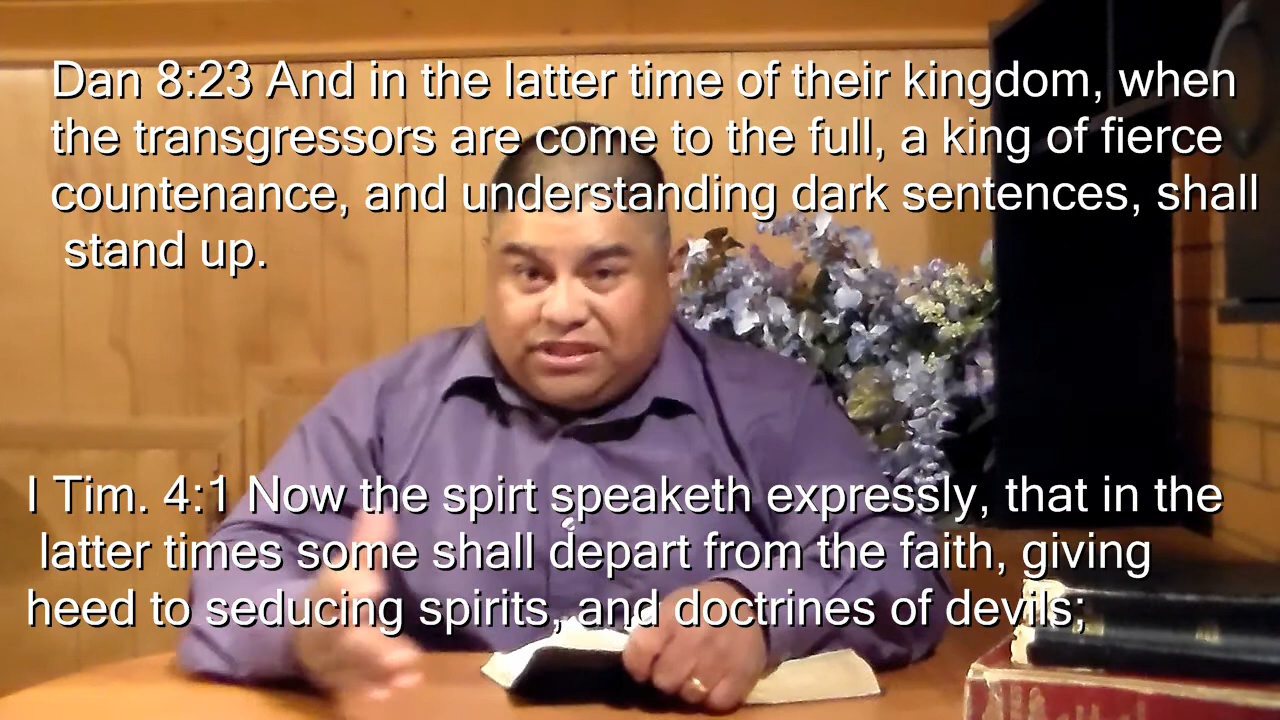 Dan 8:23 And in the latter time of their kingdom, when
the transgressors are come to the full, a king of fierce
countenance, and understanding dark sentences, shall
stand up.
I Tim. 4:1 Now the spirt speaketh expressly, that in the
latter times some shall depart from the faith, giving
heed to seducing spirits, and doctrines of devils;